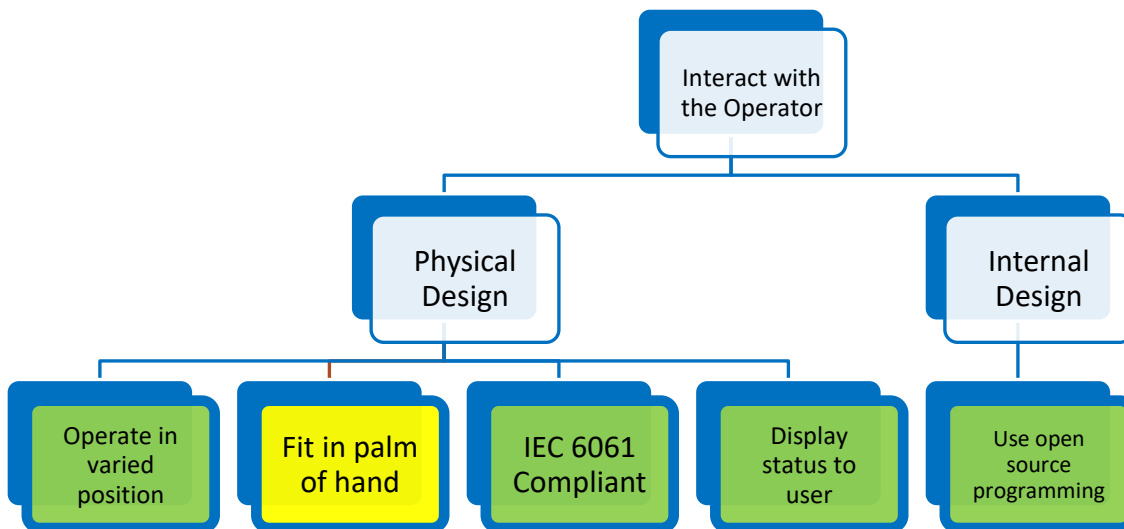 Interact with
the Operator
Physical
Design
Internal
Design
Operate in
varied
position
Fit in palm
of hand
IEC 6061
Compliant
Display
status to
user
Use open
source
programming